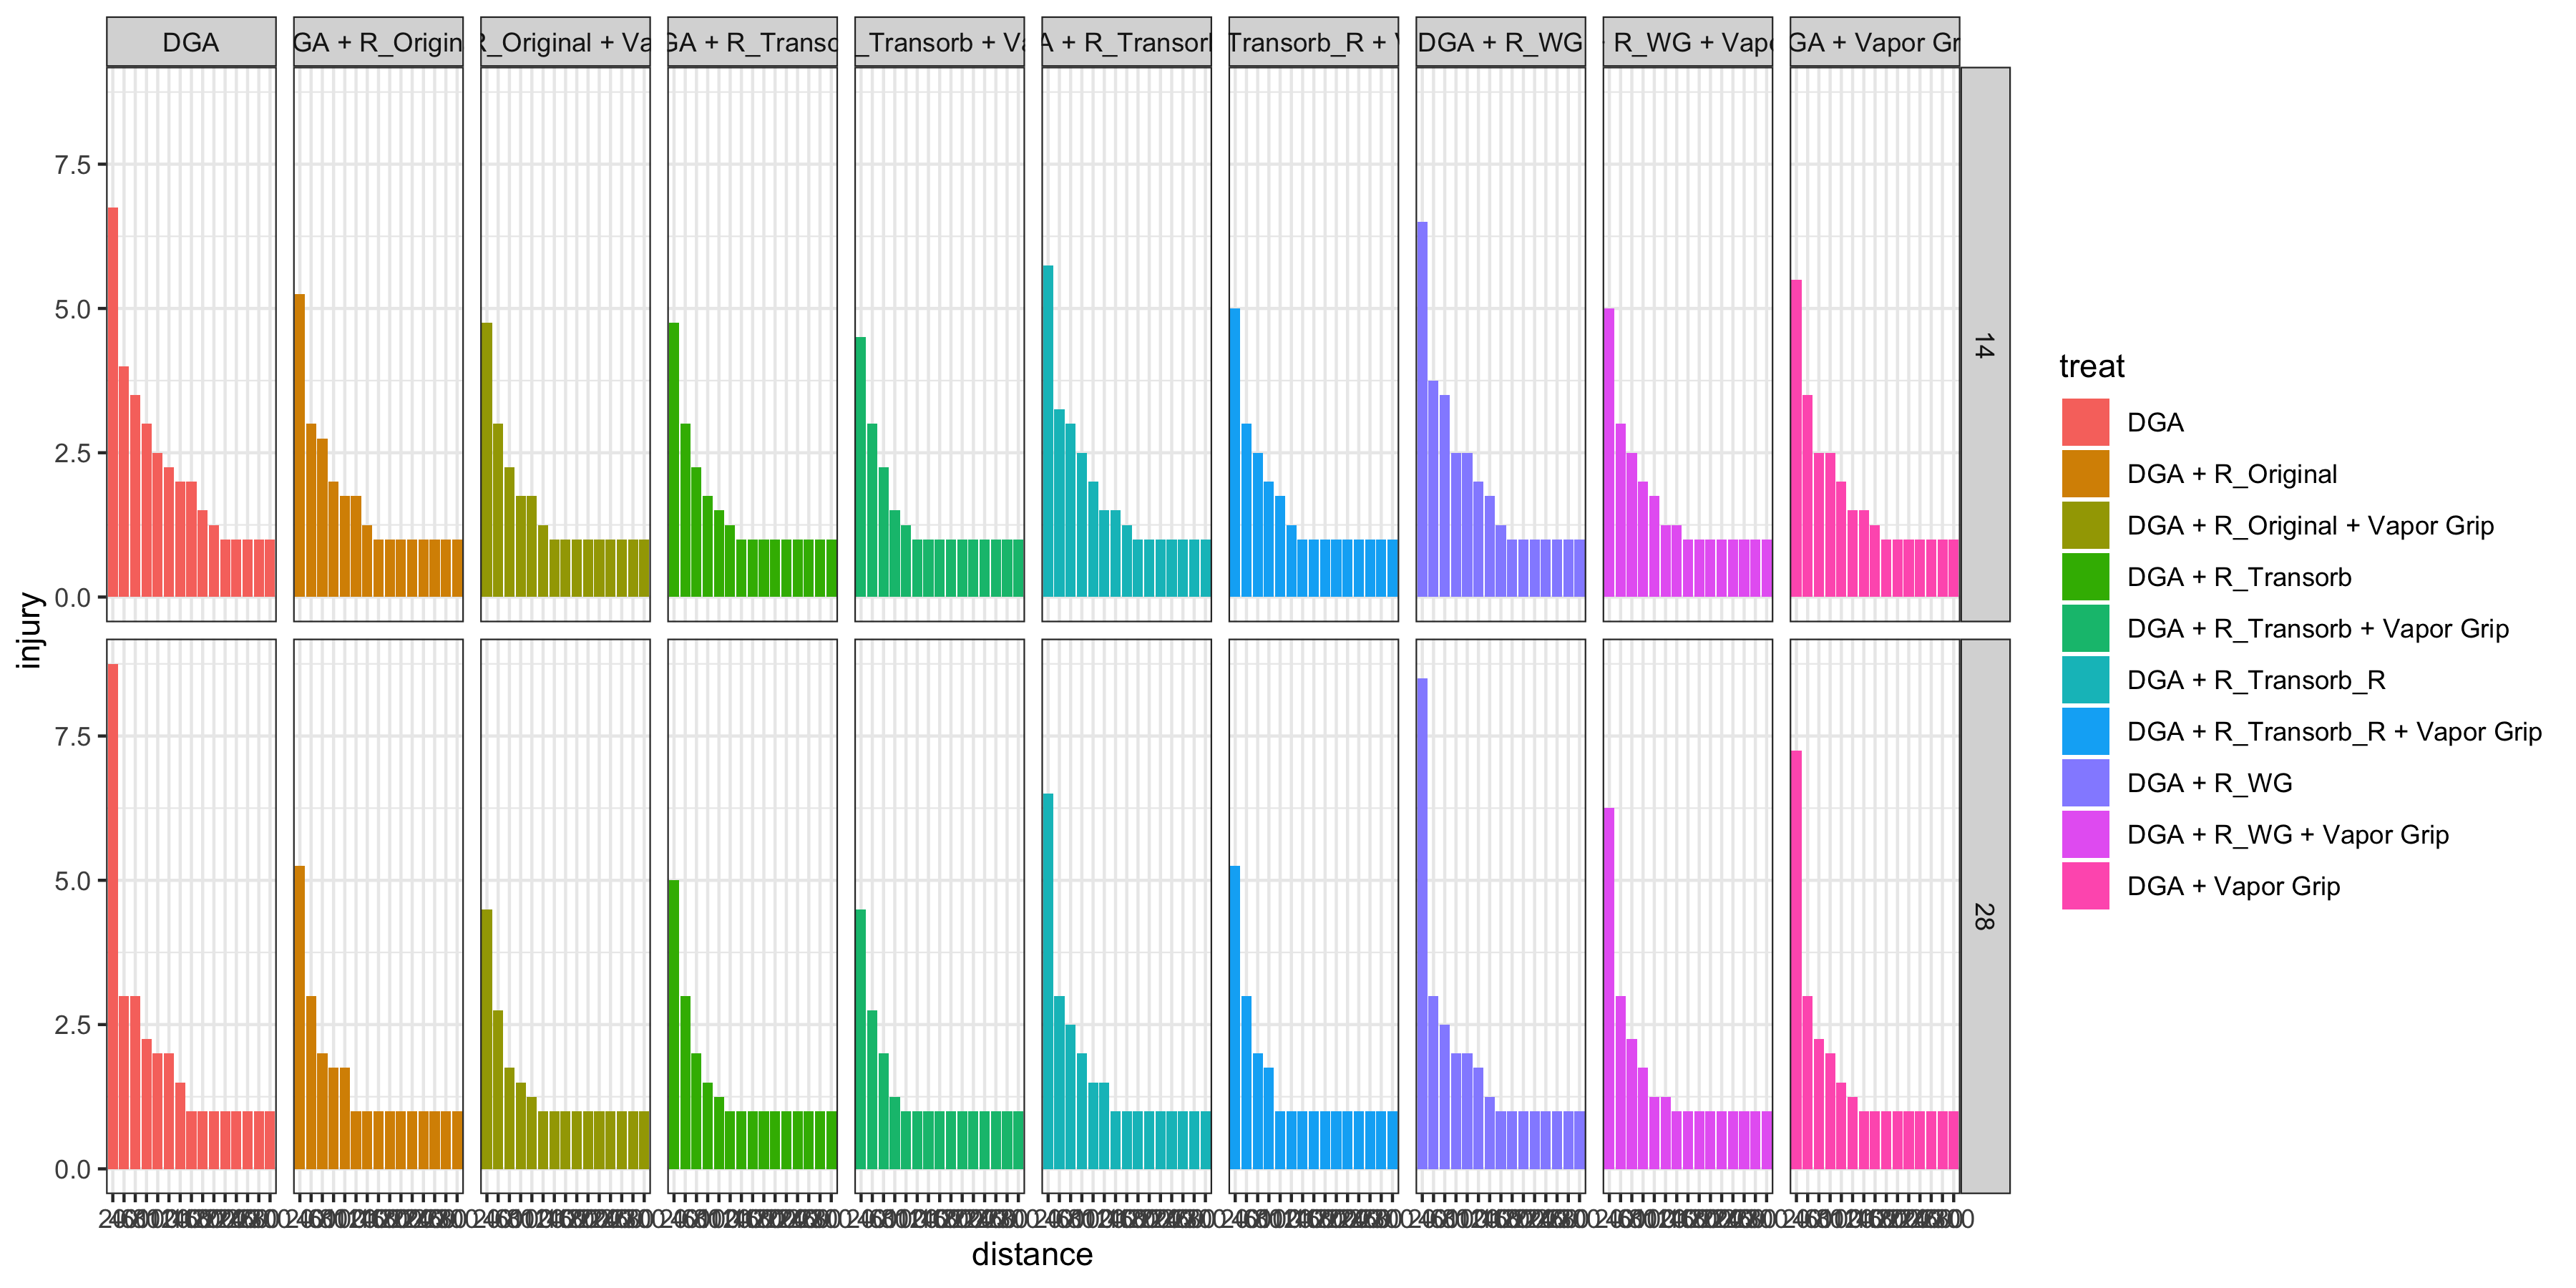 DGA
GA + R_Origin
R_Original + Va
GA + R_Transo
_Transorb + Va
A + R_Transorl
Transorb_R + V
DGA + R_WG
R_WG + Vap
GA + Vapor Gr
7.5
5.0
2.5
0.0
14
7.5
5.0
2.5
0.0
28
injury
distance
treat
DGA
DGA + R_Original
DGA + R_Original + Vapor Grip
DGA + R_Transorb
DGA + R_Transorb + Vapor Grip
DGA + R_Transorb_R
DGA + R_Transorb_R + Vapor Grip
DGA + R_WG
DGA + R_WG + Vapor Grip
DGA + Vapor Grip